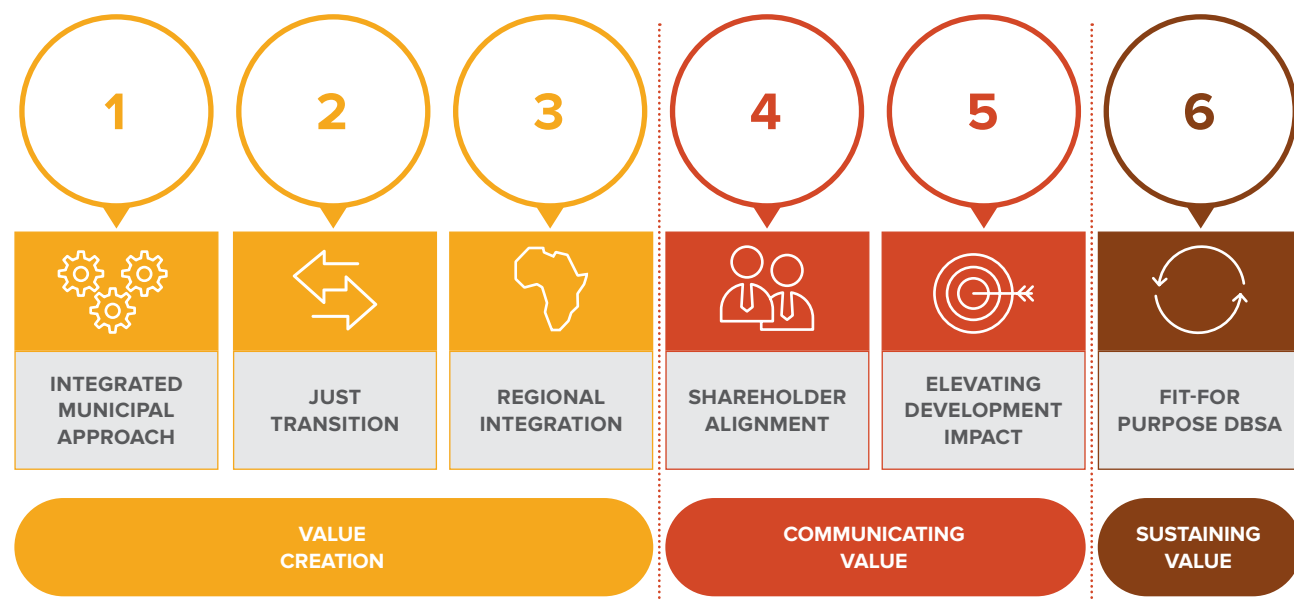 1
2
3
4
5
6
INTEGRATED
MUNICIPAL
APPROACH
JUST
TRANSITION
REGIONAL
INTEGRATION
SHAREHOLDER
ALIGNMENT
ELEVATING
DEVELOPMENT
IMPACT
FIT-FOR
PURPOSE DBSA
VALUE
CREATION
COMMUNICATING
VALUE
SUSTAINING
VALUE